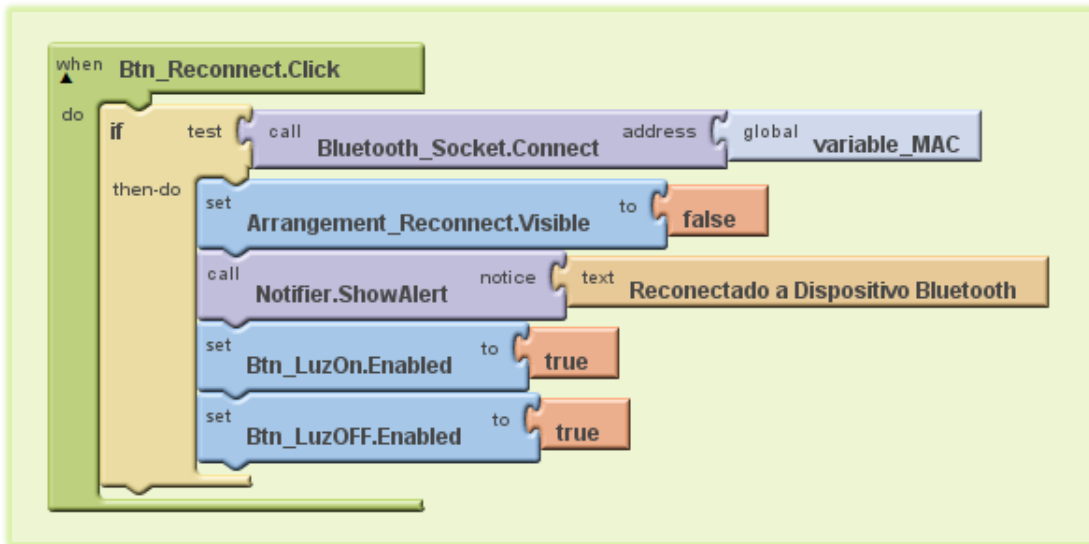 when Btn_Reconnect.Click
do
if test call Bluetooth_Socket.Connect address global variable_MAC
then-do
set Arrangement_Reconnect.Visible to false
call Notifier.ShowAlert notice text Reconectado a Dispositivo Bluetooth
set Btn_LuzOn.Enabled to true
set Btn_LuzOFF.Enabled to true